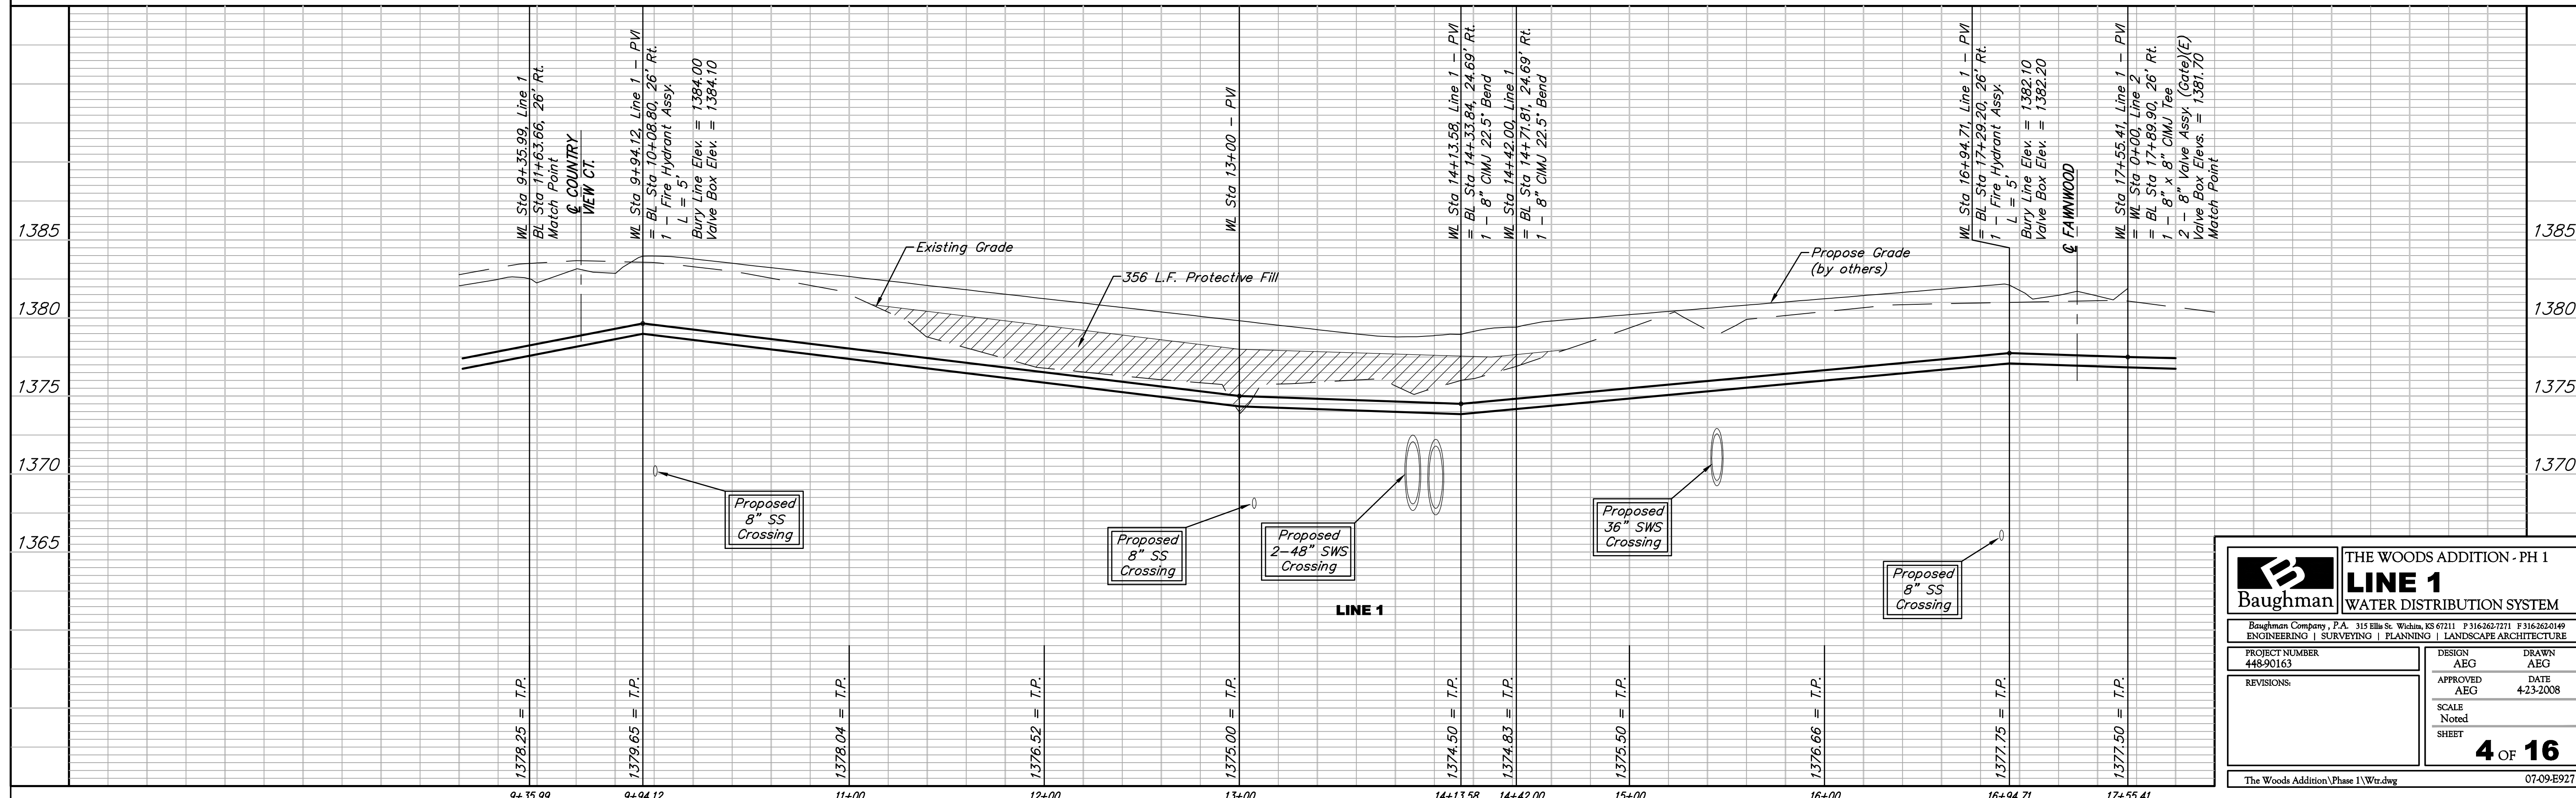 WL Sta 9+35.99, Line 1
BL Sta 11+63.66, 26' Rt.
Match Point
℄ COUNTRY
VIEW CT.
WL Sta 9+94.12, Line 1 - PVI
= BL Sta 10+08.80, 26' Rt.
1 - Fire Hydrant Assy.
L = 5'
Bury Line Elev. = 1384.00
Valve Box Elev. = 1384.10
WL Sta 13+00 - PVI
WL Sta 14+13.58, Line 1 - PVI
= BL Sta 14+33.84, 24.69' Rt.
1 - 8" CIMJ 22.5° Bend
WL Sta 14+42.00, Line 1
= BL Sta 14+71.81, 24.69' Rt.
1 - 8" CIMJ 22.5° Bend
WL Sta 16+94.71, Line 1 - PVI
= BL Sta 17+29.20, 26' Rt.
1 - Fire Hydrant Assy.
L = 5'
Bury Line Elev. = 1382.10
Valve Box Elev. = 1382.20
℄ FAWNWOOD
WL Sta 17+55.41, Line 1 - PVI
= WL Sta 0+00, Line 2
= BL Sta 17+89.90, 26' Rt.
1 - 8" x 8" CIMJ Tee
2 - 8" Valve Assy. (Gate)(E)
Valve Box Elevs. = 1381.70
Match Point
1385
1385
Existing Grade
356 L.F. Protective Fill
Propose Grade
(by others)
1380
1380
1375
1375
1370
1370
1365
Proposed
8" SS
Crossing
Proposed
8" SS
Crossing
Proposed
2-48" SWS
Crossing
Proposed
36" SWS
Crossing
Proposed
8" SS
Crossing
LINE 1
1378.25 = T.P.
1379.65 = T.P.
1378.04 = T.P.
1376.52 = T.P.
1375.00 = T.P.
1374.50 = T.P.
1374.83 = T.P.
1375.50 = T.P.
1376.66 = T.P.
1377.75 = T.P.
1377.50 = T.P.
9+35.99 9+94.12 11+00 12+00 13+00 14+13.58 14+42.00 15+00 16+00 16+94.71 17+55.41
B
Baughman
THE WOODS ADDITION - PH 1
LINE 1
WATER DISTRIBUTION SYSTEM
Baughman Company, P.A. 315 Ellis St. Wichita, KS 67211 P 316-262-7271 F 316-262-0149
ENGINEERING | SURVEYING | PLANNING | LANDSCAPE ARCHITECTURE
PROJECT NUMBER
448-90163
DESIGN
AEG
DRAWN
AEG
REVISIONS:
APPROVED
AEG
DATE
4-23-2008
SCALE
Noted
SHEET
4 OF 16
The Woods Addition\Phase 1\Wtr.dwg 07-09-E927